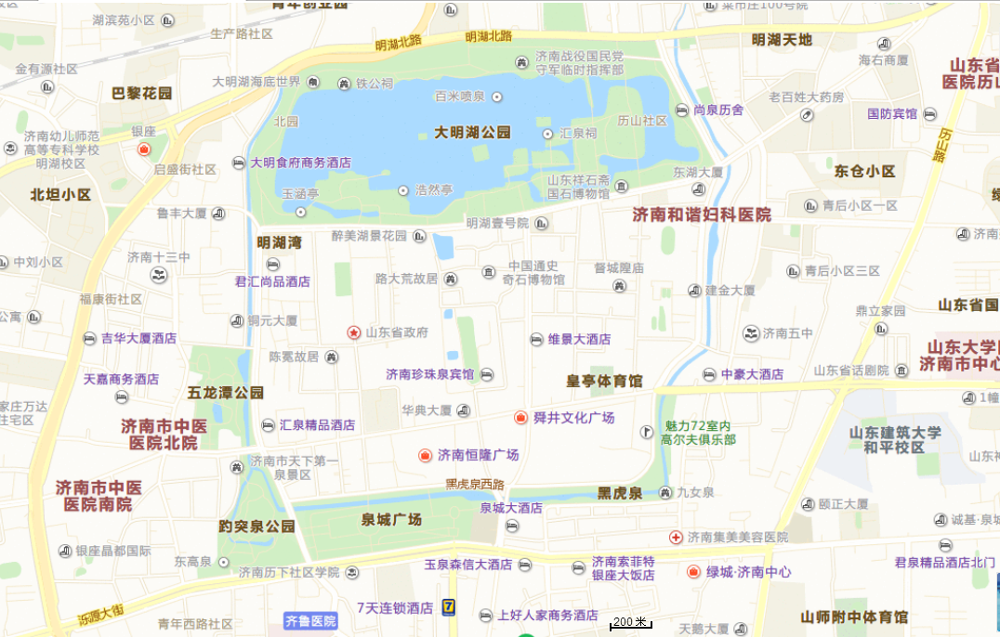 湖滨苑小区
青年创业园
菜市庄100号院
生产路社区
明湖北路
明湖北路
明湖天地
海右商厦
山东省
医院历山
金有源社区
济南战役国民党
守军临时指挥部
大明湖海底世界
铁公祠
巴黎花园
百米喷泉
老百姓大药房
尚泉历舍
国防宾馆
北园
历山社区
大明湖公园
汇泉祠
银座
历山路
济南幼儿师范
高等专科学校
明湖校区
大明食府商务酒店
启盛街社区
东湖大厦
东仓小区
山东祥石斋
国石博物馆
北坦小区
玉涵亭
浩然亭
青后小区一区
鲁丰大厦
济南和谐妇科医院
明湖壹号院
醉美湖景花园
明湖湾
济南
中刘小区
济南十三中
中国通史
奇石博物馆
督城隍庙
青后小区三区
君汇尚品酒店
路大荒故居
建金大厦
福康街社区
山东省国
鼎立家园
公寓
铜元大厦
山东省政府
济南五中
吉华大厦酒店
维景大酒店
山东大学
济南市中心
陈冤故居
天嘉商务酒店
济南珍珠泉宾馆
皇亭体育馆
中豪大酒店
山东省话剧院
五龙潭公园
1幢
家庄万达
住宅区
华典大厦
舜井文化广场
济南市中医
医院北院
汇泉精品酒店
魅力72室内
高尔夫俱乐部
山东建筑大学
和平校区
济南恒隆广场
济南市天下第一
泉景区
山东
济南市中医
医院南院
黑虎泉西路
黑虎泉
九女泉
泉城大酒店
颐正大厦
趵突泉公园
泉城广场
诚基·泉城
济南集美美容医院
银座晶都国际
东高泉
玉泉森信大酒店
济南索菲特
银座大饭店
君泉精品酒店北门
济南历下社区学院
绿城·济南中心
泺源大街
7天连锁酒店
7
上好人家商务酒店
山师附中体育馆
青年西路社区
齐鲁医院
200 米
天鹅大厦